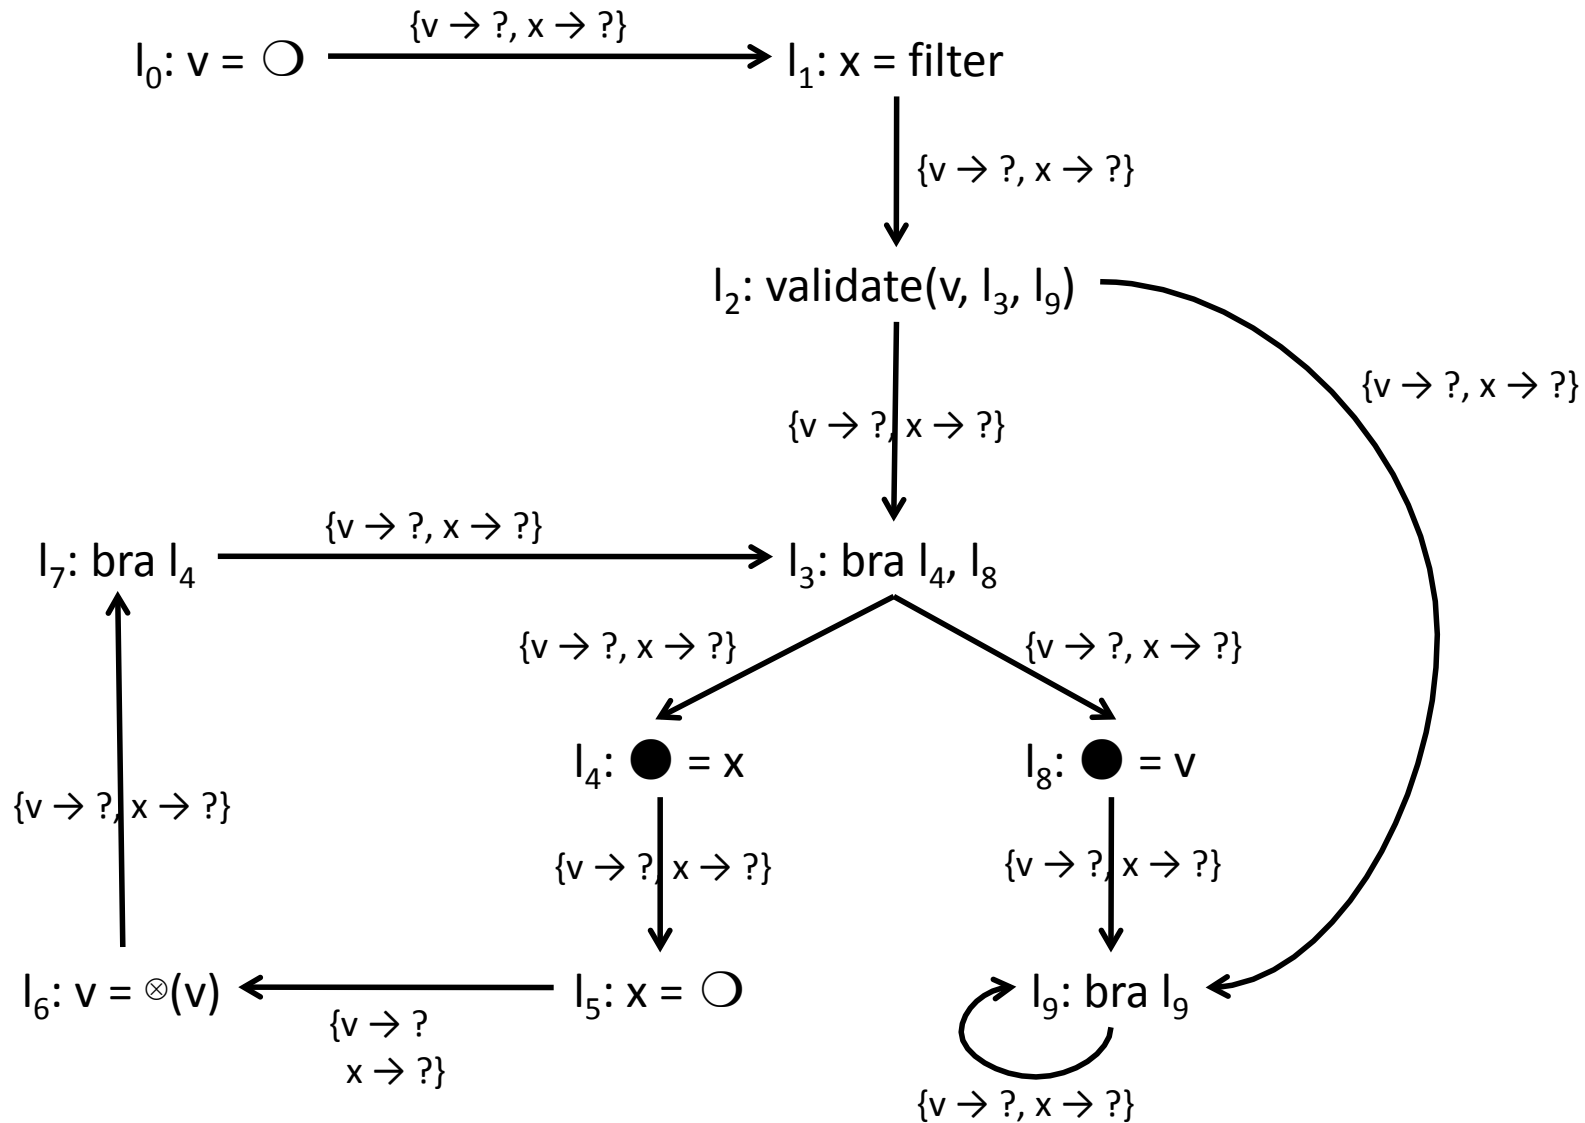 {v → ?, x → ?}
l₀: v = ❍
l₁: x = filter
{v → ?, x → ?}
l₂: validate(v, l₃, l₉)
{v → ?, x → ?}
{v → ?, x → ?}
{v → ?, x → ?}
l₇: bra l₄
l₃: bra l₄, l₈
{v → ?, x → ?}
{v → ?, x → ?}
l₄: ● = x
l₈: ● = v
{v → ?, x → ?}
{v → ?, x → ?}
{v → ?, x → ?}
l₆: v = ⊗(v)
l₅: x = ❍
l₉: bra l₉
{v → ?
x → ?}
{v → ?, x → ?}